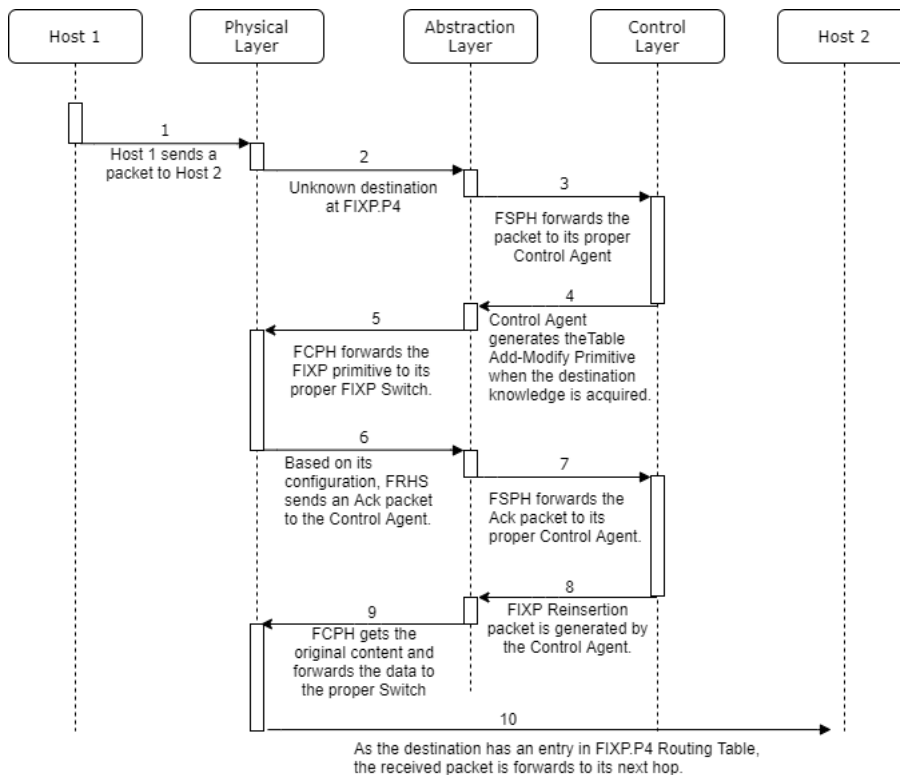 Host 1
Physical
Layer
Abstraction
Layer
Control
Layer
Host 2
1
Host 1 sends a
packet to Host 2
2
Unknown destination
at FIXP.P4
3
FSPH forwards the
packet to its proper
Control Agent
4
Control Agent
generates theTable
Add-Modify Primitive
when the destination
knowledge is acquired.
5
FCPH forwards the
FIXP primitive to its
proper FIXP Switch.
6
Based on its
configuration, FRHS
sends an Ack packet
to the Control Agent.
7
FSPH forwards the
Ack packet to its
proper Control Agent.
8
FIXP Reinsertion
packet is generated by
the Control Agent.
9
FCPH gets the
original content and
forwards the data to
the proper Switch
10
As the destination has an entry in FIXP.P4 Routing Table,
the received packet is forwards to its next hop.